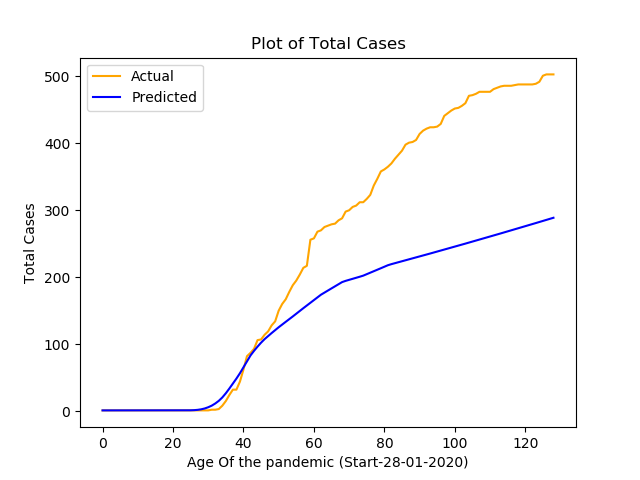 Plot of Total Cases
Actual
Predicted
500
400
300
200
100
0
Total Cases
0 20 40 60 80 100 120
Age Of the pandemic (Start-28-01-2020)